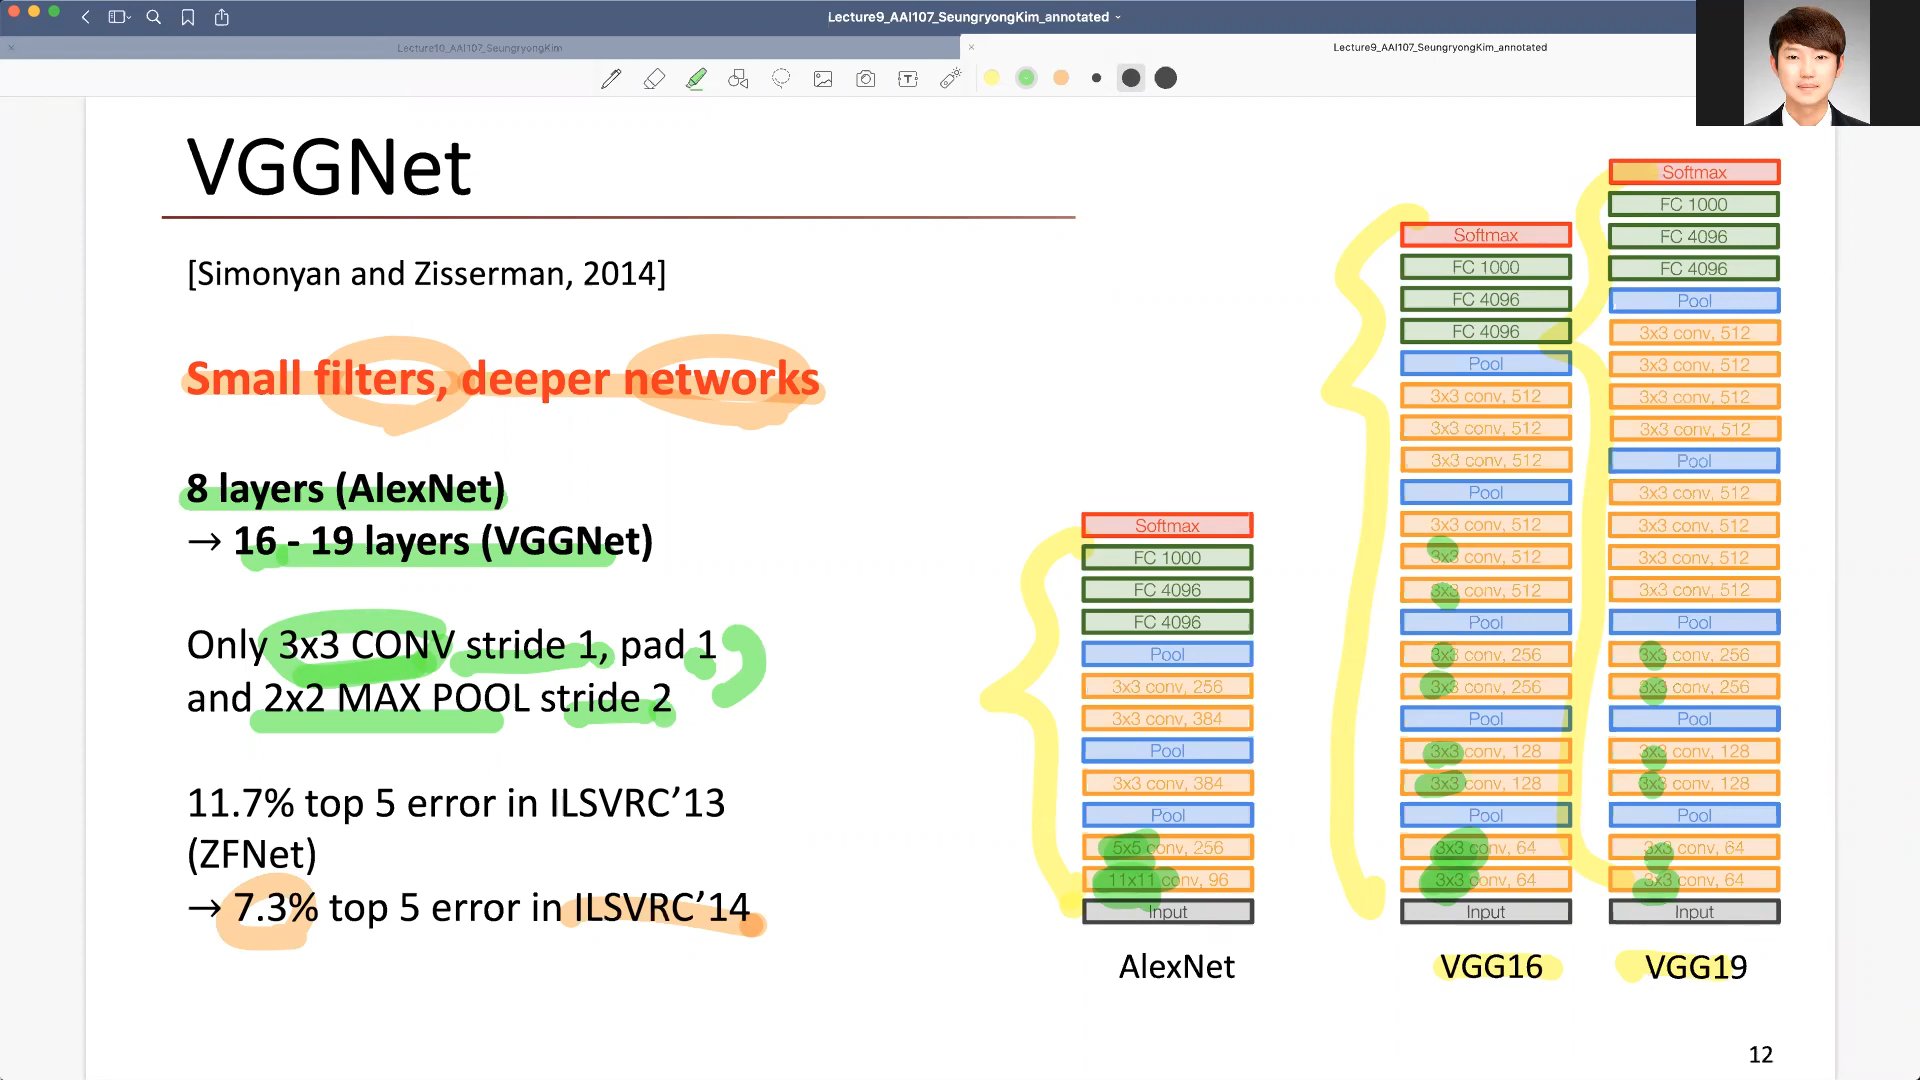 Lecture9_AAI107_SeungryongKim_annotated
Lecture10_AAI107_SeungryongKim
Lecture9_AAI107_SeungryongKim_annotated
VGGNet
[Simonyan and Zisserman, 2014]
Small filters, deeper networks
8 layers (AlexNet)
→ 16 - 19 layers (VGGNet)
Only 3x3 CONV stride 1, pad 1
and 2x2 MAX POOL stride 2
11.7% top 5 error in ILSVRC’13
(ZFNet)
→ 7.3% top 5 error in ILSVRC’14
Softmax
FC 1000
FC 4096
FC 4096
Pool
3x3 conv, 256
3x3 conv, 384
Pool
3x3 conv, 384
Pool
5x5 conv, 256
11x11 conv, 96
Input
AlexNet
Softmax
FC 1000
FC 4096
FC 4096
Pool
3x3 conv, 512
3x3 conv, 512
3x3 conv, 512
Pool
3x3 conv, 512
3x3 conv, 512
3x3 conv, 512
Pool
3x3 conv, 256
3x3 conv, 256
Pool
3x3 conv, 128
3x3 conv, 128
Pool
3x3 conv, 64
3x3 conv, 64
Input
VGG16
Softmax
FC 1000
FC 4096
FC 4096
Pool
3x3 conv, 512
3x3 conv, 512
3x3 conv, 512
3x3 conv, 512
Pool
3x3 conv, 512
3x3 conv, 512
3x3 conv, 512
3x3 conv, 512
Pool
3x3 conv, 256
3x3 conv, 256
Pool
3x3 conv, 128
3x3 conv, 128
Pool
3x3 conv, 64
3x3 conv, 64
Input
VGG19
12